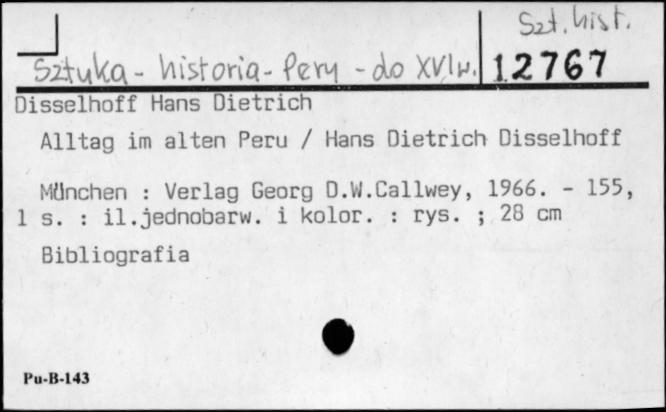 Szt. hist.
Sztuka - historia - Peru - do XVI w.
12767
Disselhoff Hans Dietrich
Alltag im alten Peru / Hans Dietrich Disselhoff
München : Verlag Georg D.W.Callwey, 1966. - 155,
1 s. : il.jednobarw. i kolor. : rys. ; 28 cm
Bibliografia
Pu-B-143